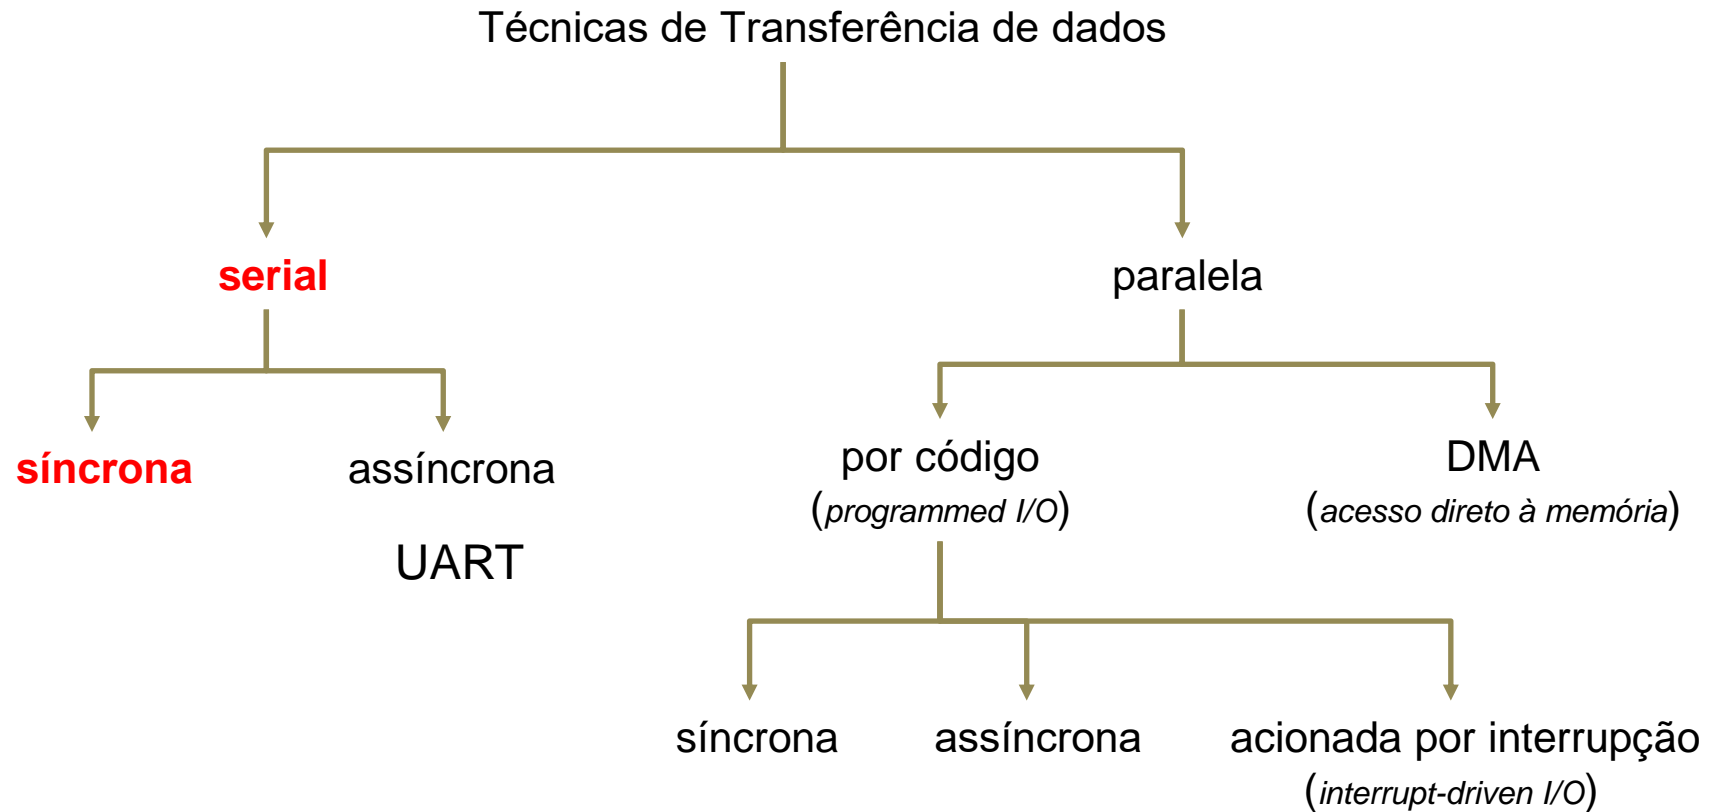 Técnicas de Transferência de dados
serial
paralela
síncrona
assíncrona
UART
por código
(programmed I/O)
DMA
(acesso direto à memória)
síncrona
assíncrona
acionada por interrupção
(interrupt-driven I/O)